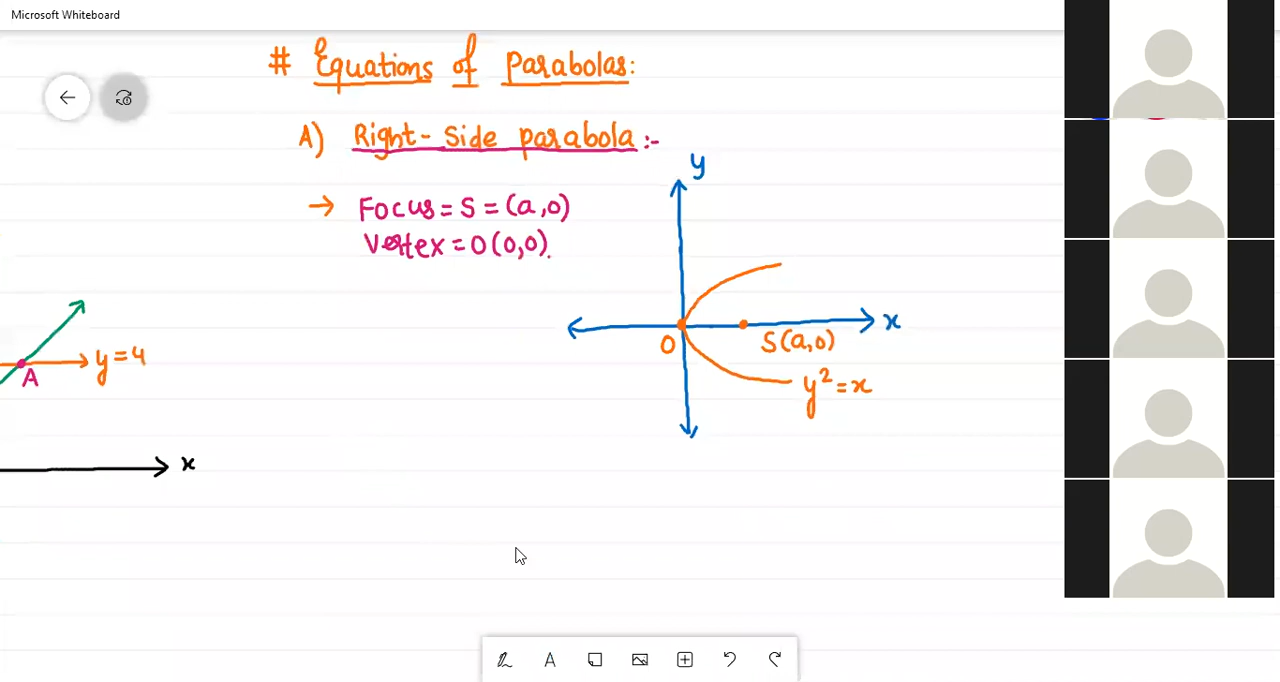 Microsoft Whiteboard
# Equations of Parabolas:
A) Right-Side parabola :-
→ Focus = S = (a,0)
Vertex = O(0,0).
y
x
O
S(a,0)
y² = x
y = 4
A
x
A